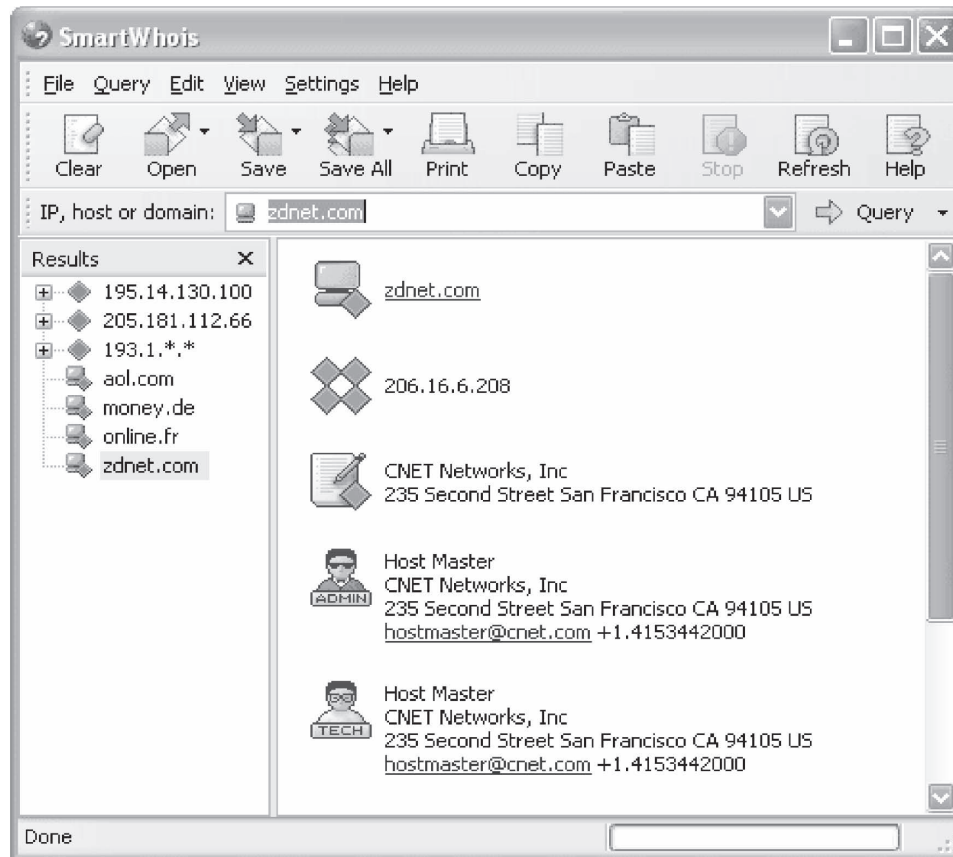 SmartWhois
File Query Edit View Settings Help
Clear Open Save Save All Print Copy Paste Stop Refresh Help
IP, host or domain: zdnet.com Query
Results
195.14.130.100
205.181.112.66
193.1.*.*
aol.com
money.de
online.fr
zdnet.com
zdnet.com
206.16.6.208
CNET Networks, Inc
235 Second Street San Francisco CA 94105 US
ADMIN
Host Master
CNET Networks, Inc
235 Second Street San Francisco CA 94105 US
hostmaster@cnet.com +1.4153442000
TECH
Host Master
CNET Networks, Inc
235 Second Street San Francisco CA 94105 US
hostmaster@cnet.com +1.4153442000
Done